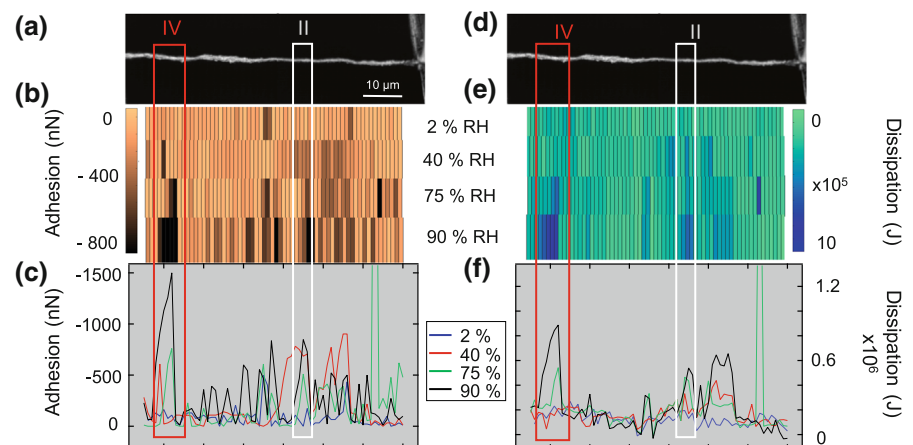 (a)
IV
II
10 µm
(d)
IV
II
(b)
Adhesion (nN)
0
- 400
- 800
2 % RH
40 % RH
75 % RH
90 % RH
(e)
0
x10⁵
10
Dissipation (J)
(c)
Adhesion (nN)
-1500
-1000
-500
0
2 %
40 %
75 %
90 %
(f)
1.2
0.6
0
Dissipation (J)
x10⁶